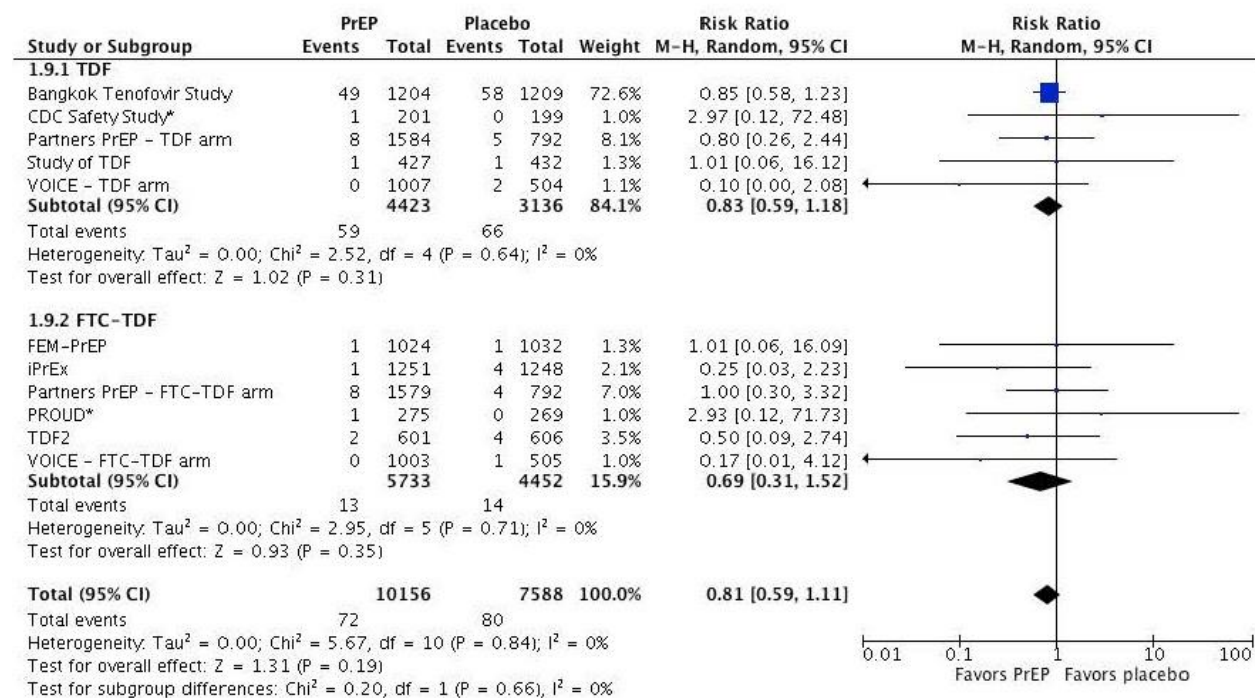 PrEP Placebo Risk Ratio Risk Ratio
Study or Subgroup Events Total Events Total Weight M-H, Random, 95% CI M-H, Random, 95% CI
1.9.1 TDF
Bangkok Tenofovir Study 49 1204 58 1209 72.6% 0.85 [0.58, 1.23]
CDC Safety Study* 1 201 0 199 1.0% 2.97 [0.12, 72.48]
Partners PrEP – TDF arm 8 1584 5 792 8.1% 0.80 [0.26, 2.44]
Study of TDF 1 427 1 432 1.3% 1.01 [0.06, 16.12]
VOICE – TDF arm 0 1007 2 504 1.1% 0.10 [0.00, 2.08]
Subtotal (95% CI) 4423 3136 84.1% 0.83 [0.59, 1.18]
Total events 59 66
Heterogeneity: Tau² = 0.00; Chi² = 2.52, df = 4 (P = 0.64); I² = 0%
Test for overall effect: Z = 1.02 (P = 0.31)
1.9.2 FTC-TDF
FEM-PrEP 1 1024 1 1032 1.3% 1.01 [0.06, 16.09]
iPrEx 1 1251 4 1248 2.1% 0.25 [0.03, 2.23]
Partners PrEP – FTC-TDF arm 8 1579 4 792 7.0% 1.00 [0.30, 3.32]
PROUD* 1 275 0 269 1.0% 2.93 [0.12, 71.73]
TDF2 2 601 4 606 3.5% 0.50 [0.09, 2.74]
VOICE – FTC-TDF arm 0 1003 1 505 1.0% 0.17 [0.01, 4.12]
Subtotal (95% CI) 5733 4452 15.9% 0.69 [0.31, 1.52]
Total events 13 14
Heterogeneity: Tau² = 0.00; Chi² = 2.95, df = 5 (P = 0.71); I² = 0%
Test for overall effect: Z = 0.93 (P = 0.35)
Total (95% CI) 10156 7588 100.0% 0.81 [0.59, 1.11]
Total events 72 80
Heterogeneity: Tau² = 0.00; Chi² = 5.67, df = 10 (P = 0.84); I² = 0%
Test for overall effect: Z = 1.31 (P = 0.19)
Test for subgroup differences: Chi² = 0.20, df = 1 (P = 0.66), I² = 0%
0.01 0.1 1 10 100
Favors PrEP Favors placebo